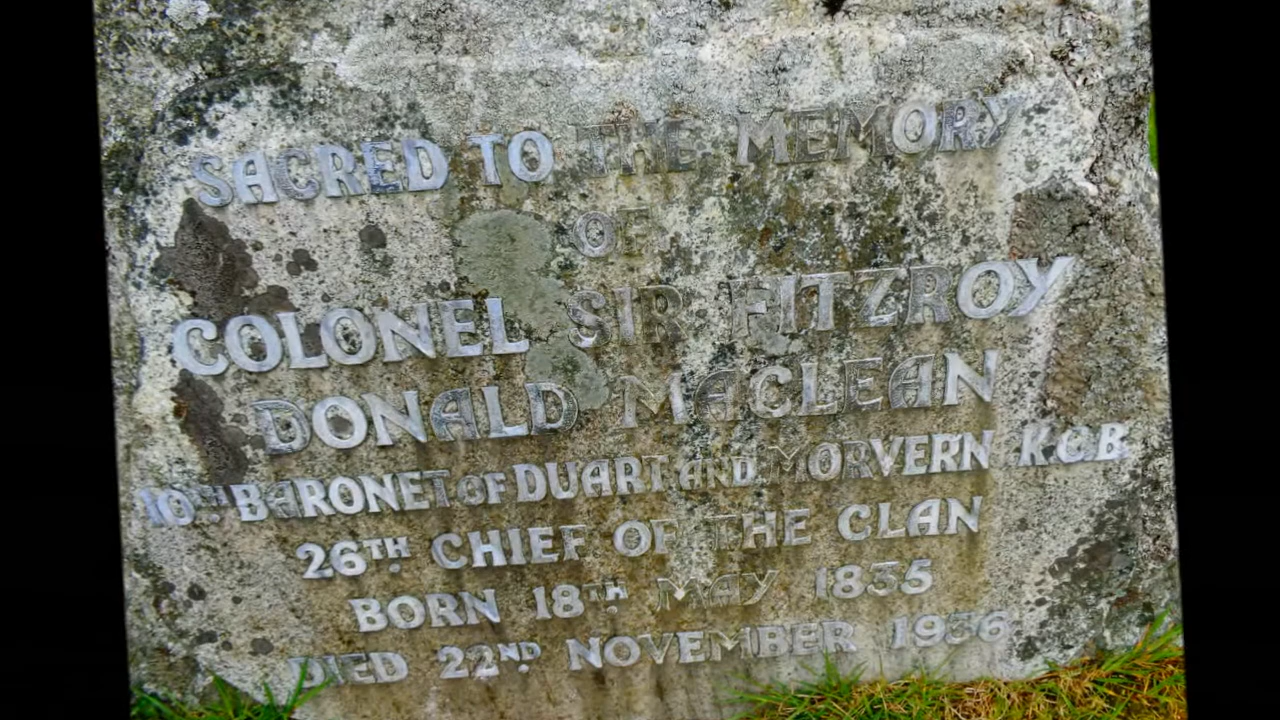 SACRED TO THE MEMORY
OF
COLONEL SIR FITZROY
DONALD MACLEAN
10TH BARONET OF DUART AND MORVERN K.C.B.
26TH CHIEF OF THE CLAN
BORN 18TH MAY 1835
DIED 22ND NOVEMBER 1936